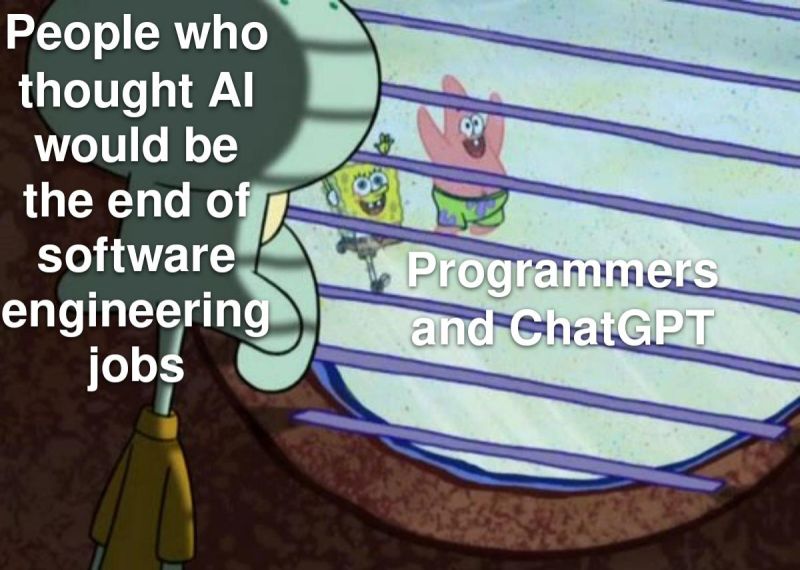 People who
thought AI
would be
the end of
software
engineering
jobs
Programmers
and ChatGPT